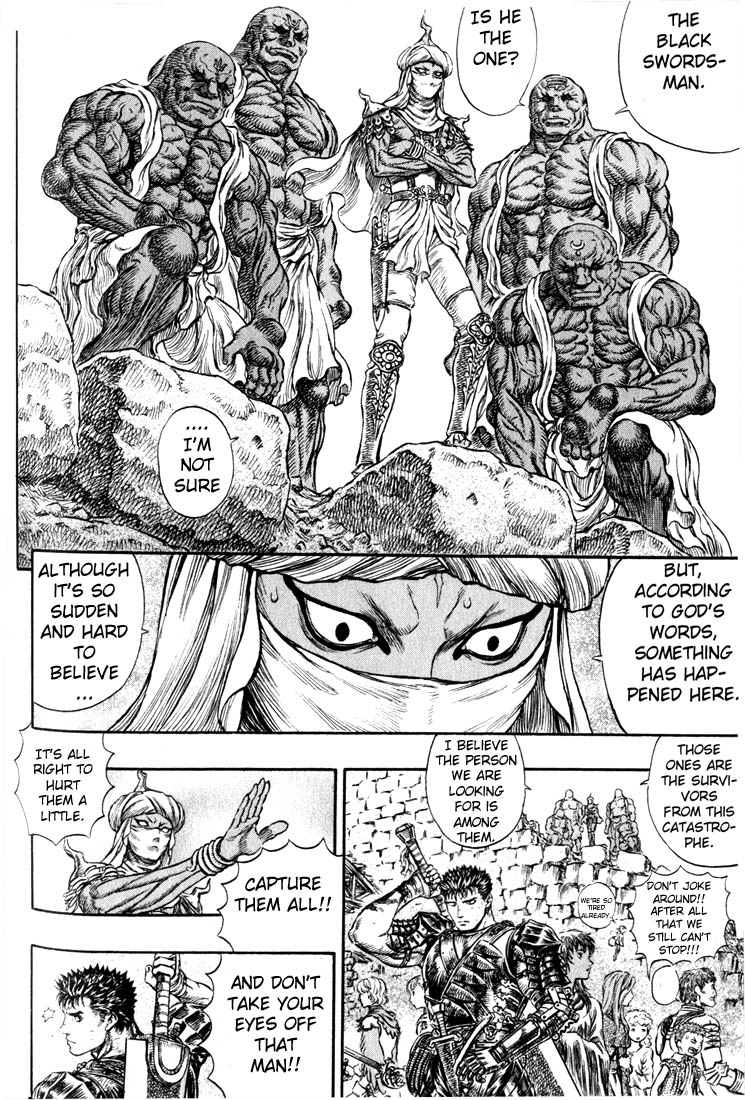 THE
BLACK
SWORDS-
MAN.
IS HE
THE
ONE?
....
I'M
NOT
SURE
BUT,
ACCORDING
TO GOD'S
WORDS,
SOMETHING
HAS HAP-
PENED HERE.
ALTHOUGH
IT'S SO
SUDDEN
AND HARD
TO
BELIEVE
...
THOSE
ONES ARE
THE SURVI-
VORS
FROM THIS
CATASTRO-
PHE.
I BELIEVE
THE PERSON
WE ARE
LOOKING
FOR IS
AMONG
THEM.
DON'T JOKE
AROUND!!
AFTER ALL
THAT WE
STILL CAN'T
STOP!!!
WE'RE SO
TIRED
ALREADY.
IT'S ALL
RIGHT TO
HURT
THEM A
LITTLE.
CAPTURE
THEM ALL!!
AND DON'T
TAKE YOUR
EYES OFF
THAT
MAN!!